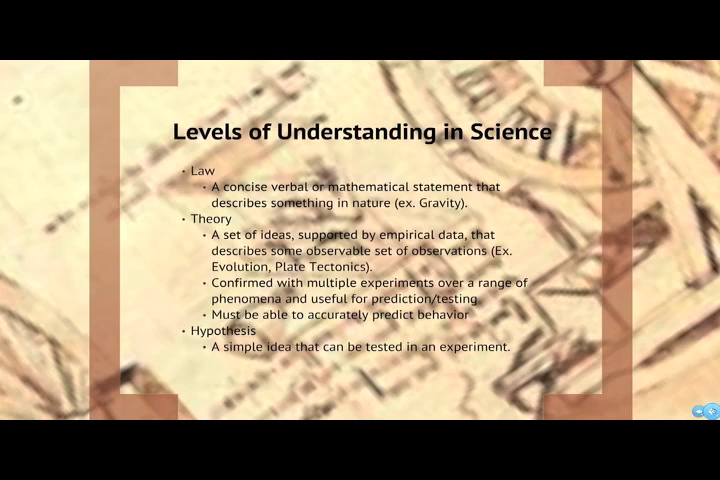 Levels of Understanding in Science
• Law
• A concise verbal or mathematical statement that
describes something in nature (ex. Gravity).
• Theory
• A set of ideas, supported by empirical data, that
describes some observable set of observations (Ex.
Evolution, Plate Tectonics).
• Confirmed with multiple experiments over a range of
phenomena and useful for prediction/testing
• Must be able to accurately predict behavior
• Hypothesis
• A simple idea that can be tested in an experiment.